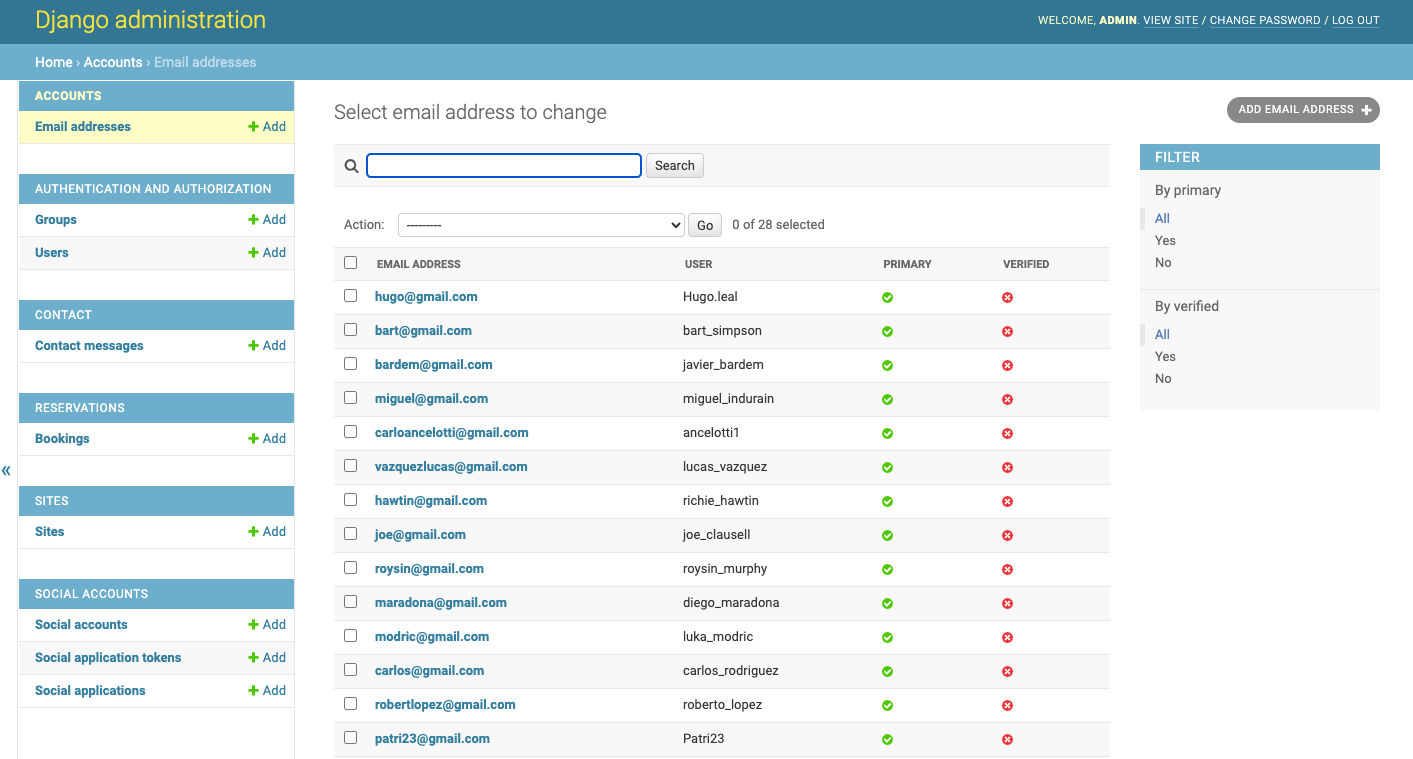 Django administration
WELCOME, ADMIN. VIEW SITE / CHANGE PASSWORD / LOG OUT
Home › Accounts › Email addresses
ACCOUNTS
Email addresses + Add
AUTHENTICATION AND AUTHORIZATION
Groups + Add
Users + Add
CONTACT
Contact messages + Add
RESERVATIONS
Bookings + Add
SITES
Sites + Add
SOCIAL ACCOUNTS
Social accounts + Add
Social application tokens + Add
Social applications + Add
«
Select email address to change
ADD EMAIL ADDRESS +
Search
Action: --------- Go 0 of 28 selected
EMAIL ADDRESS USER PRIMARY VERIFIED
hugo@gmail.com Hugo.leal
bart@gmail.com bart_simpson
bardem@gmail.com javier_bardem
miguel@gmail.com miguel_indurain
carloancelotti@gmail.com ancelotti1
vazquezlucas@gmail.com lucas_vazquez
hawtin@gmail.com richie_hawtin
joe@gmail.com joe_clausell
roysin@gmail.com roysin_murphy
maradona@gmail.com diego_maradona
modric@gmail.com luka_modric
carlos@gmail.com carlos_rodriguez
robertlopez@gmail.com roberto_lopez
patri23@gmail.com Patri23
FILTER
By primary
All
Yes
No
By verified
All
Yes
No